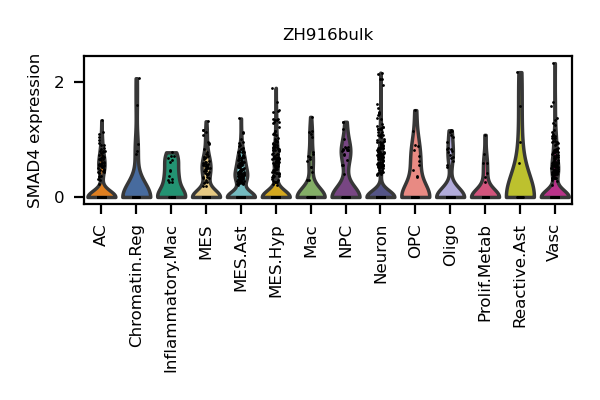 ZH916bulk
SMAD4 expression
2
0
AC
Chromatin.Reg
Inflammatory.Mac
MES
MES.Ast
MES.Hyp
Mac
NPC
Neuron
OPC
Oligo
Prolif.Metab
Reactive.Ast
Vasc